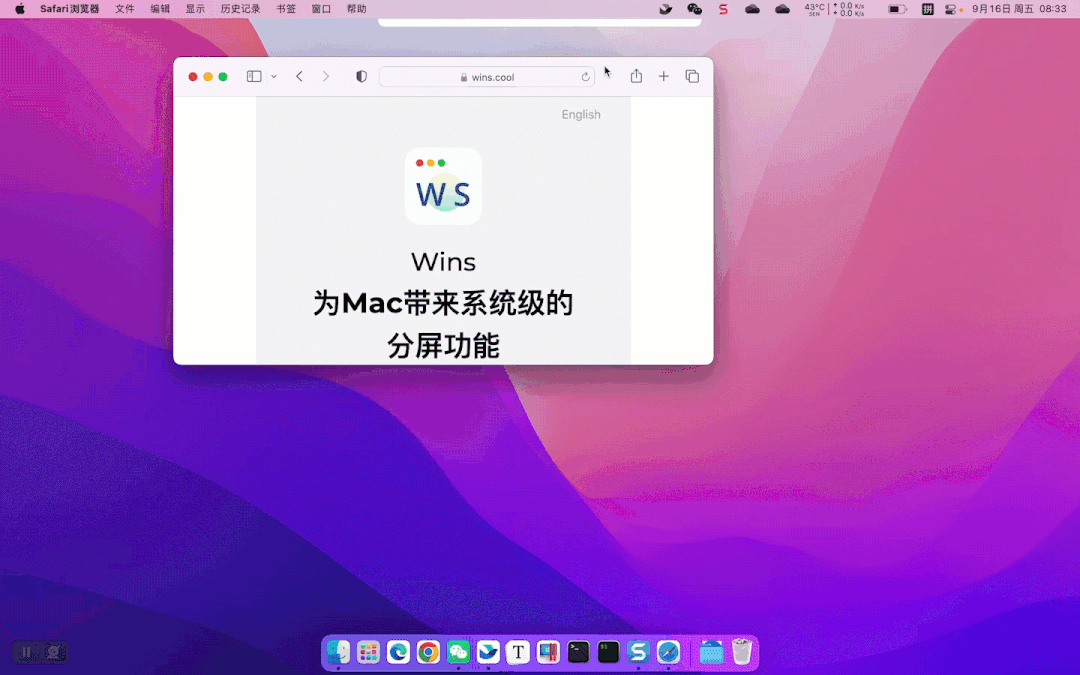 Safari浏览器 文件 编辑 显示 历史记录 书签 窗口 帮助 43°C SEN 0.0 K/s 0.0 K/s 拼 9月16日 周五 08:33
wins.cool
English
W S
Wins
为Mac带来系统级的
分屏功能